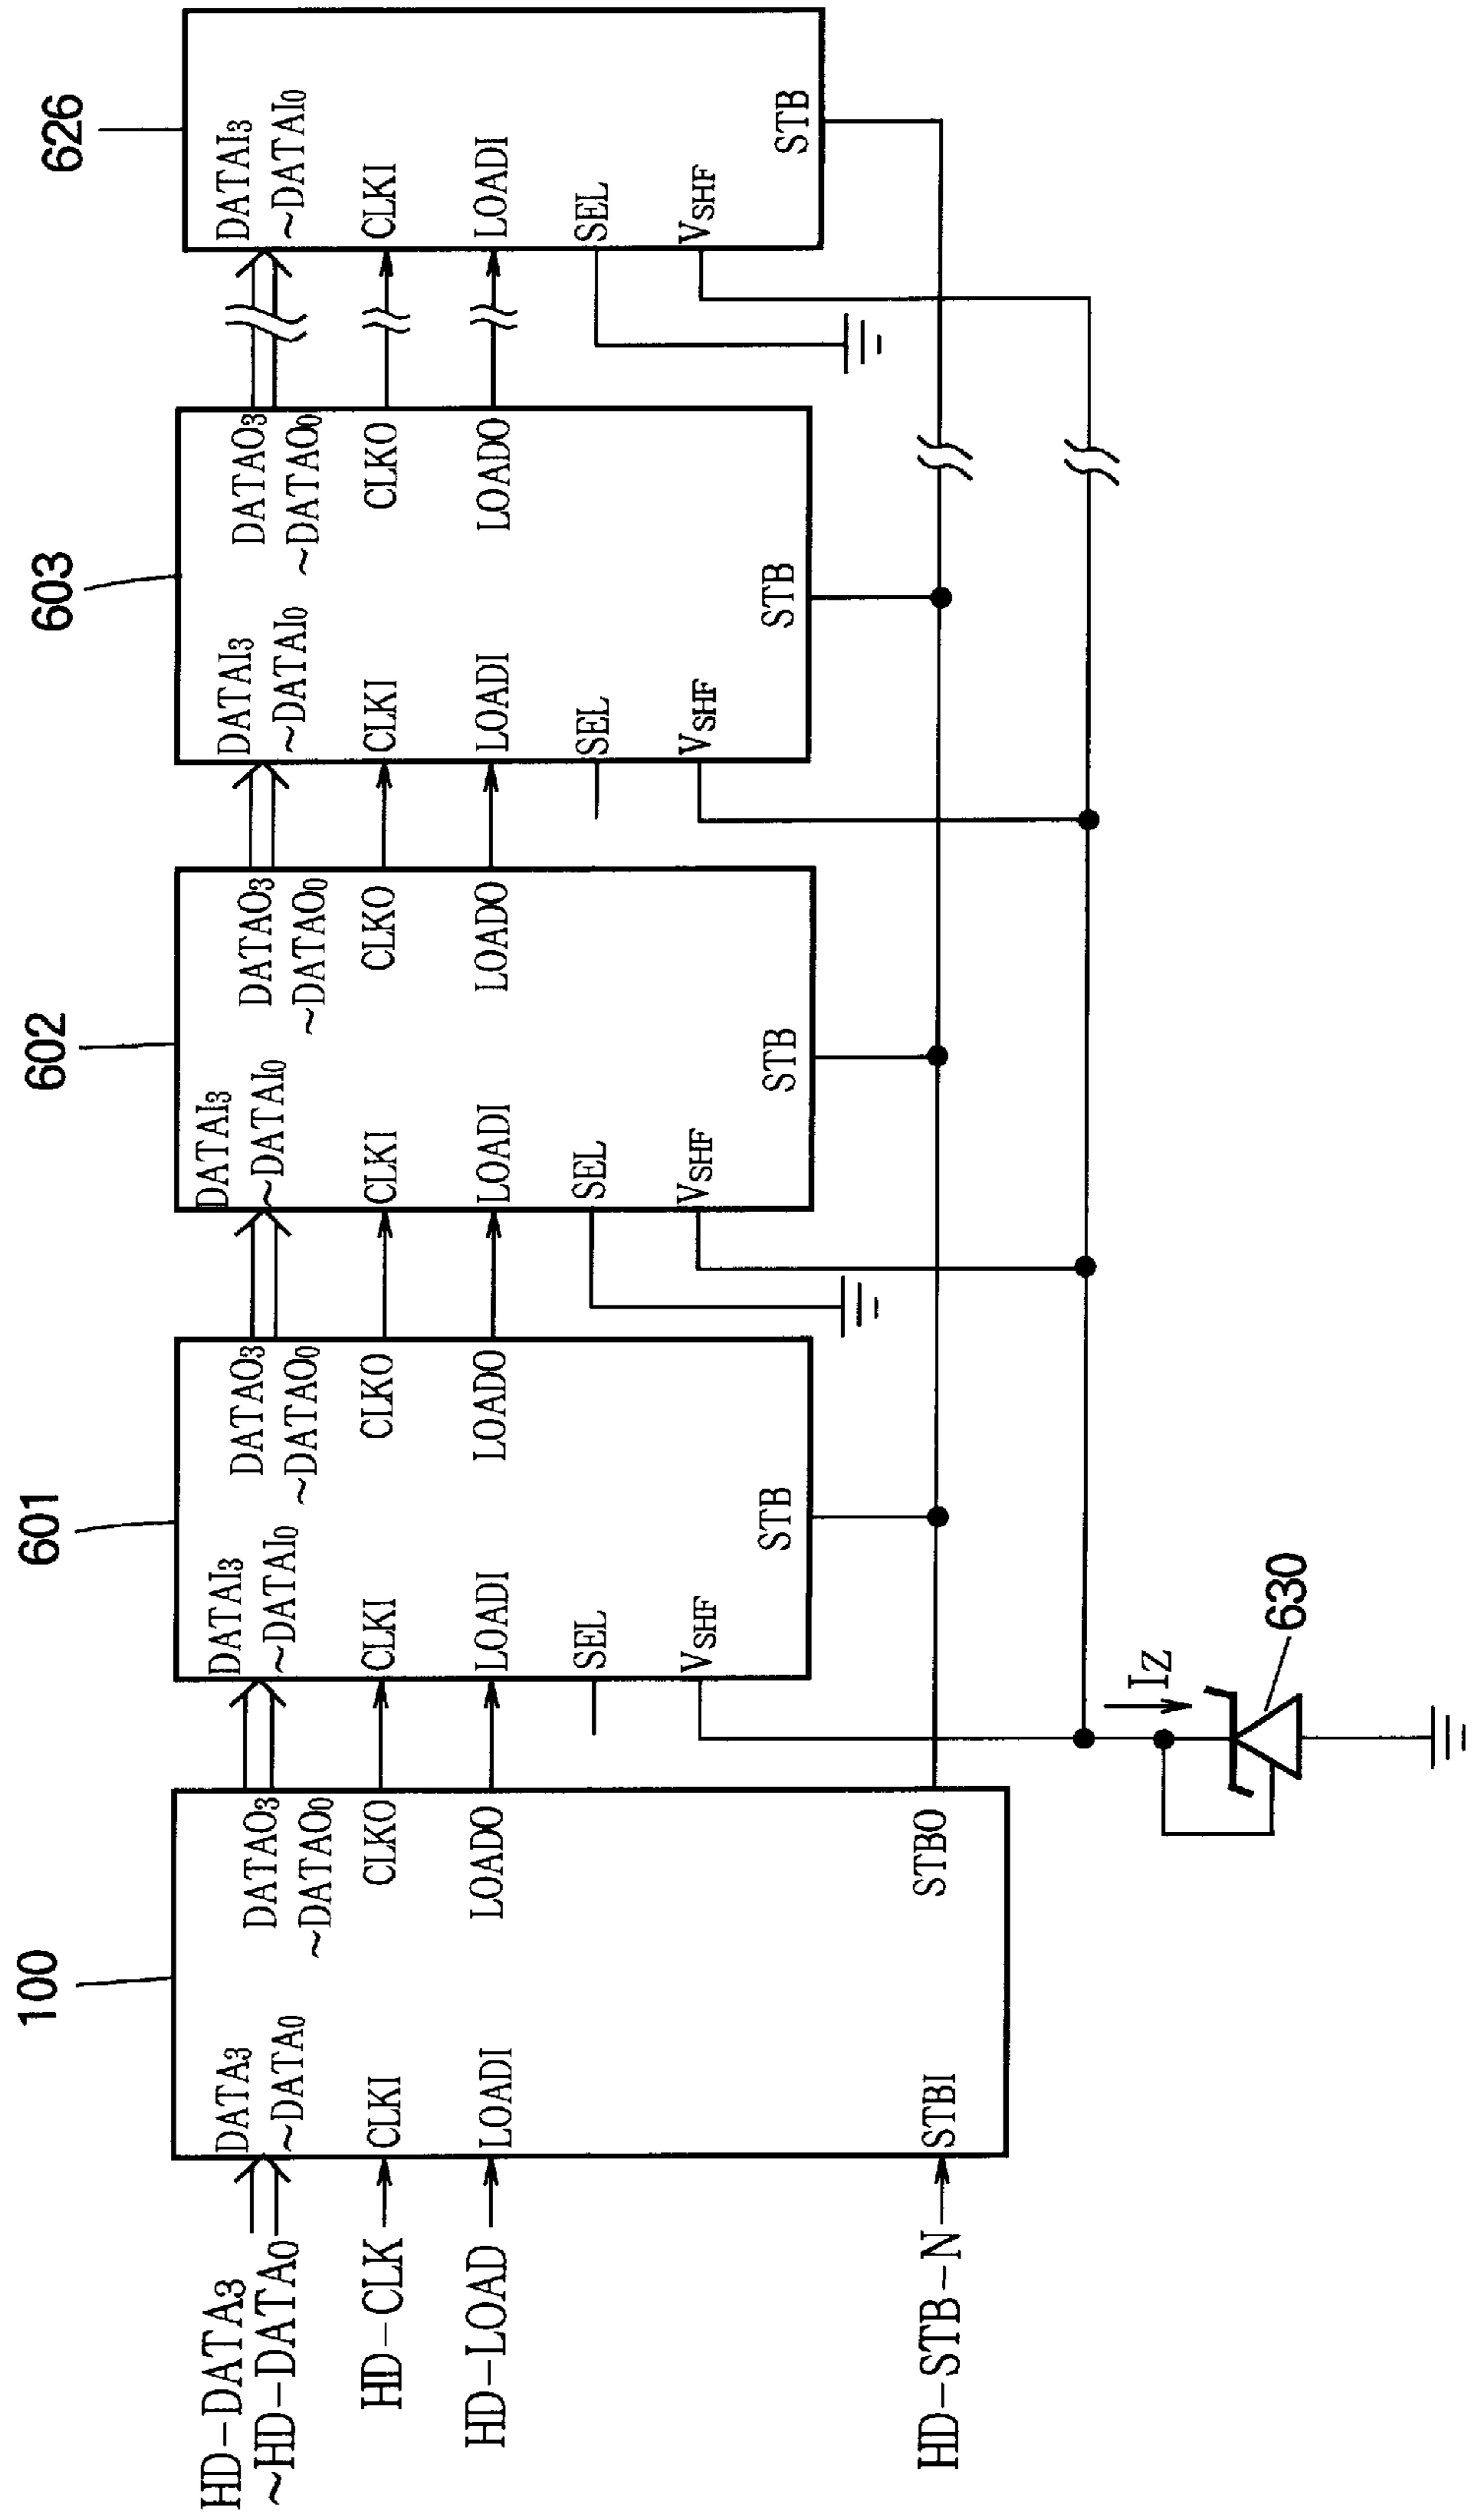 100
601
602
603
626
HD-DATA3
~HD-DATA0
HD-CLK
HD-LOAD
HD-STB-N
DATA3
~DATA0
CLKI
LOADI
STBI
DATAO3
~DATAO0
CLKO
LOADO
STBO
DATAI3
~DATAI0
CLKI
LOADI
SEL
VSHF
STB
DATAO3
~DATAO0
CLKO
LOADO
DATAI3
~DATAI0
CLKI
LOADI
SEL
VSHF
STB
DATAO3
~DATAO0
CLKO
LOADO
DATAI3
~DATAI0
CLKI
LOADI
SEL
VSHF
STB
DATAO3
~DATAO0
CLKO
LOADO
DATAI3
~DATAI0
CLKI
LOADI
SEL
VSHF
STB
IZ
630